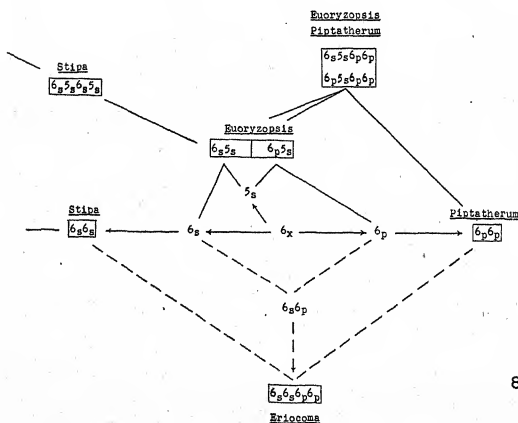 Euoryzopsis
Piptatherum
6s5s6p6p
6p5s6p6p
Stipa
6s5s6s5s
Euoryzopsis
6s5s 6p5s
5s
Stipa
Piptatherum
6s6s 6s 6x 6p 6p6p
6s6p
8
6s6s6p6p
Eriocoma